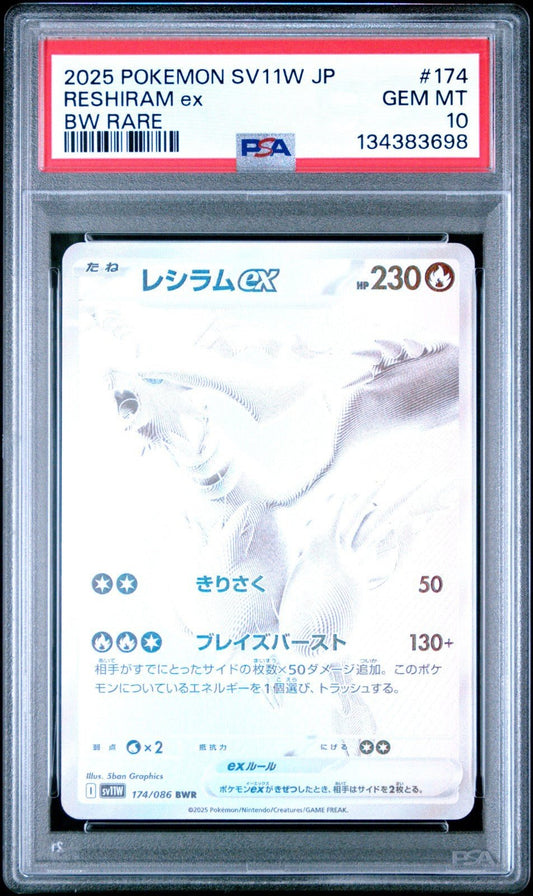 2025 POKEMON SV11W JP #174
RESHIRAM ex GEM MT
BW RARE 10
PSA 134383698
たね レシラムex HP 230
きりさく 50
ブレイズバースト 130+
相手がすでにとったサイドの枚数×50ダメージ追加。このポケ
モンについているエネルギーを1個選び、トラッシュする。
弱点 ×2 抵抗力 にげる
exルール
ポケモンexがきぜつしたとき、相手はサイドを2枚とる。
Illus. 5ban Graphics
I sv11W 174/086 BWR
©2025 Pokémon/Nintendo/Creatures/GAME FREAK.
PSA